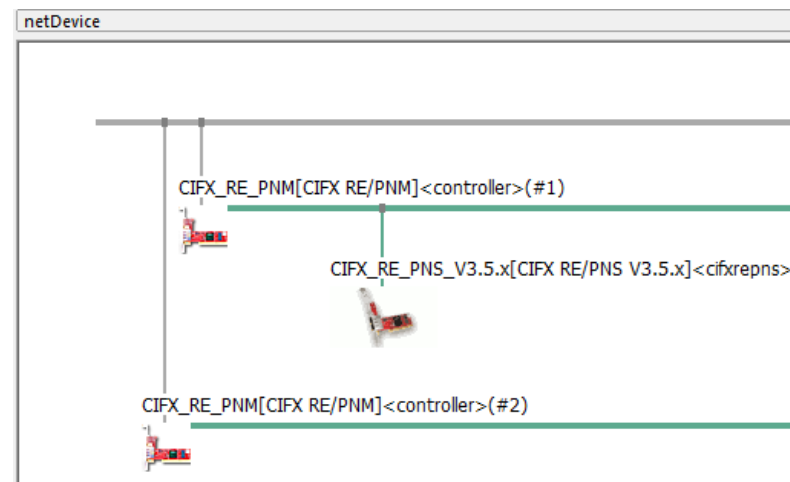 netDevice
CIFX_RE_PNM[CIFX RE/PNM]<controller>(#1)
CIFX_RE_PNS_V3.5.x[CIFX RE/PNS V3.5.x]<cifxrepns>
CIFX_RE_PNM[CIFX RE/PNM]<controller>(#2)